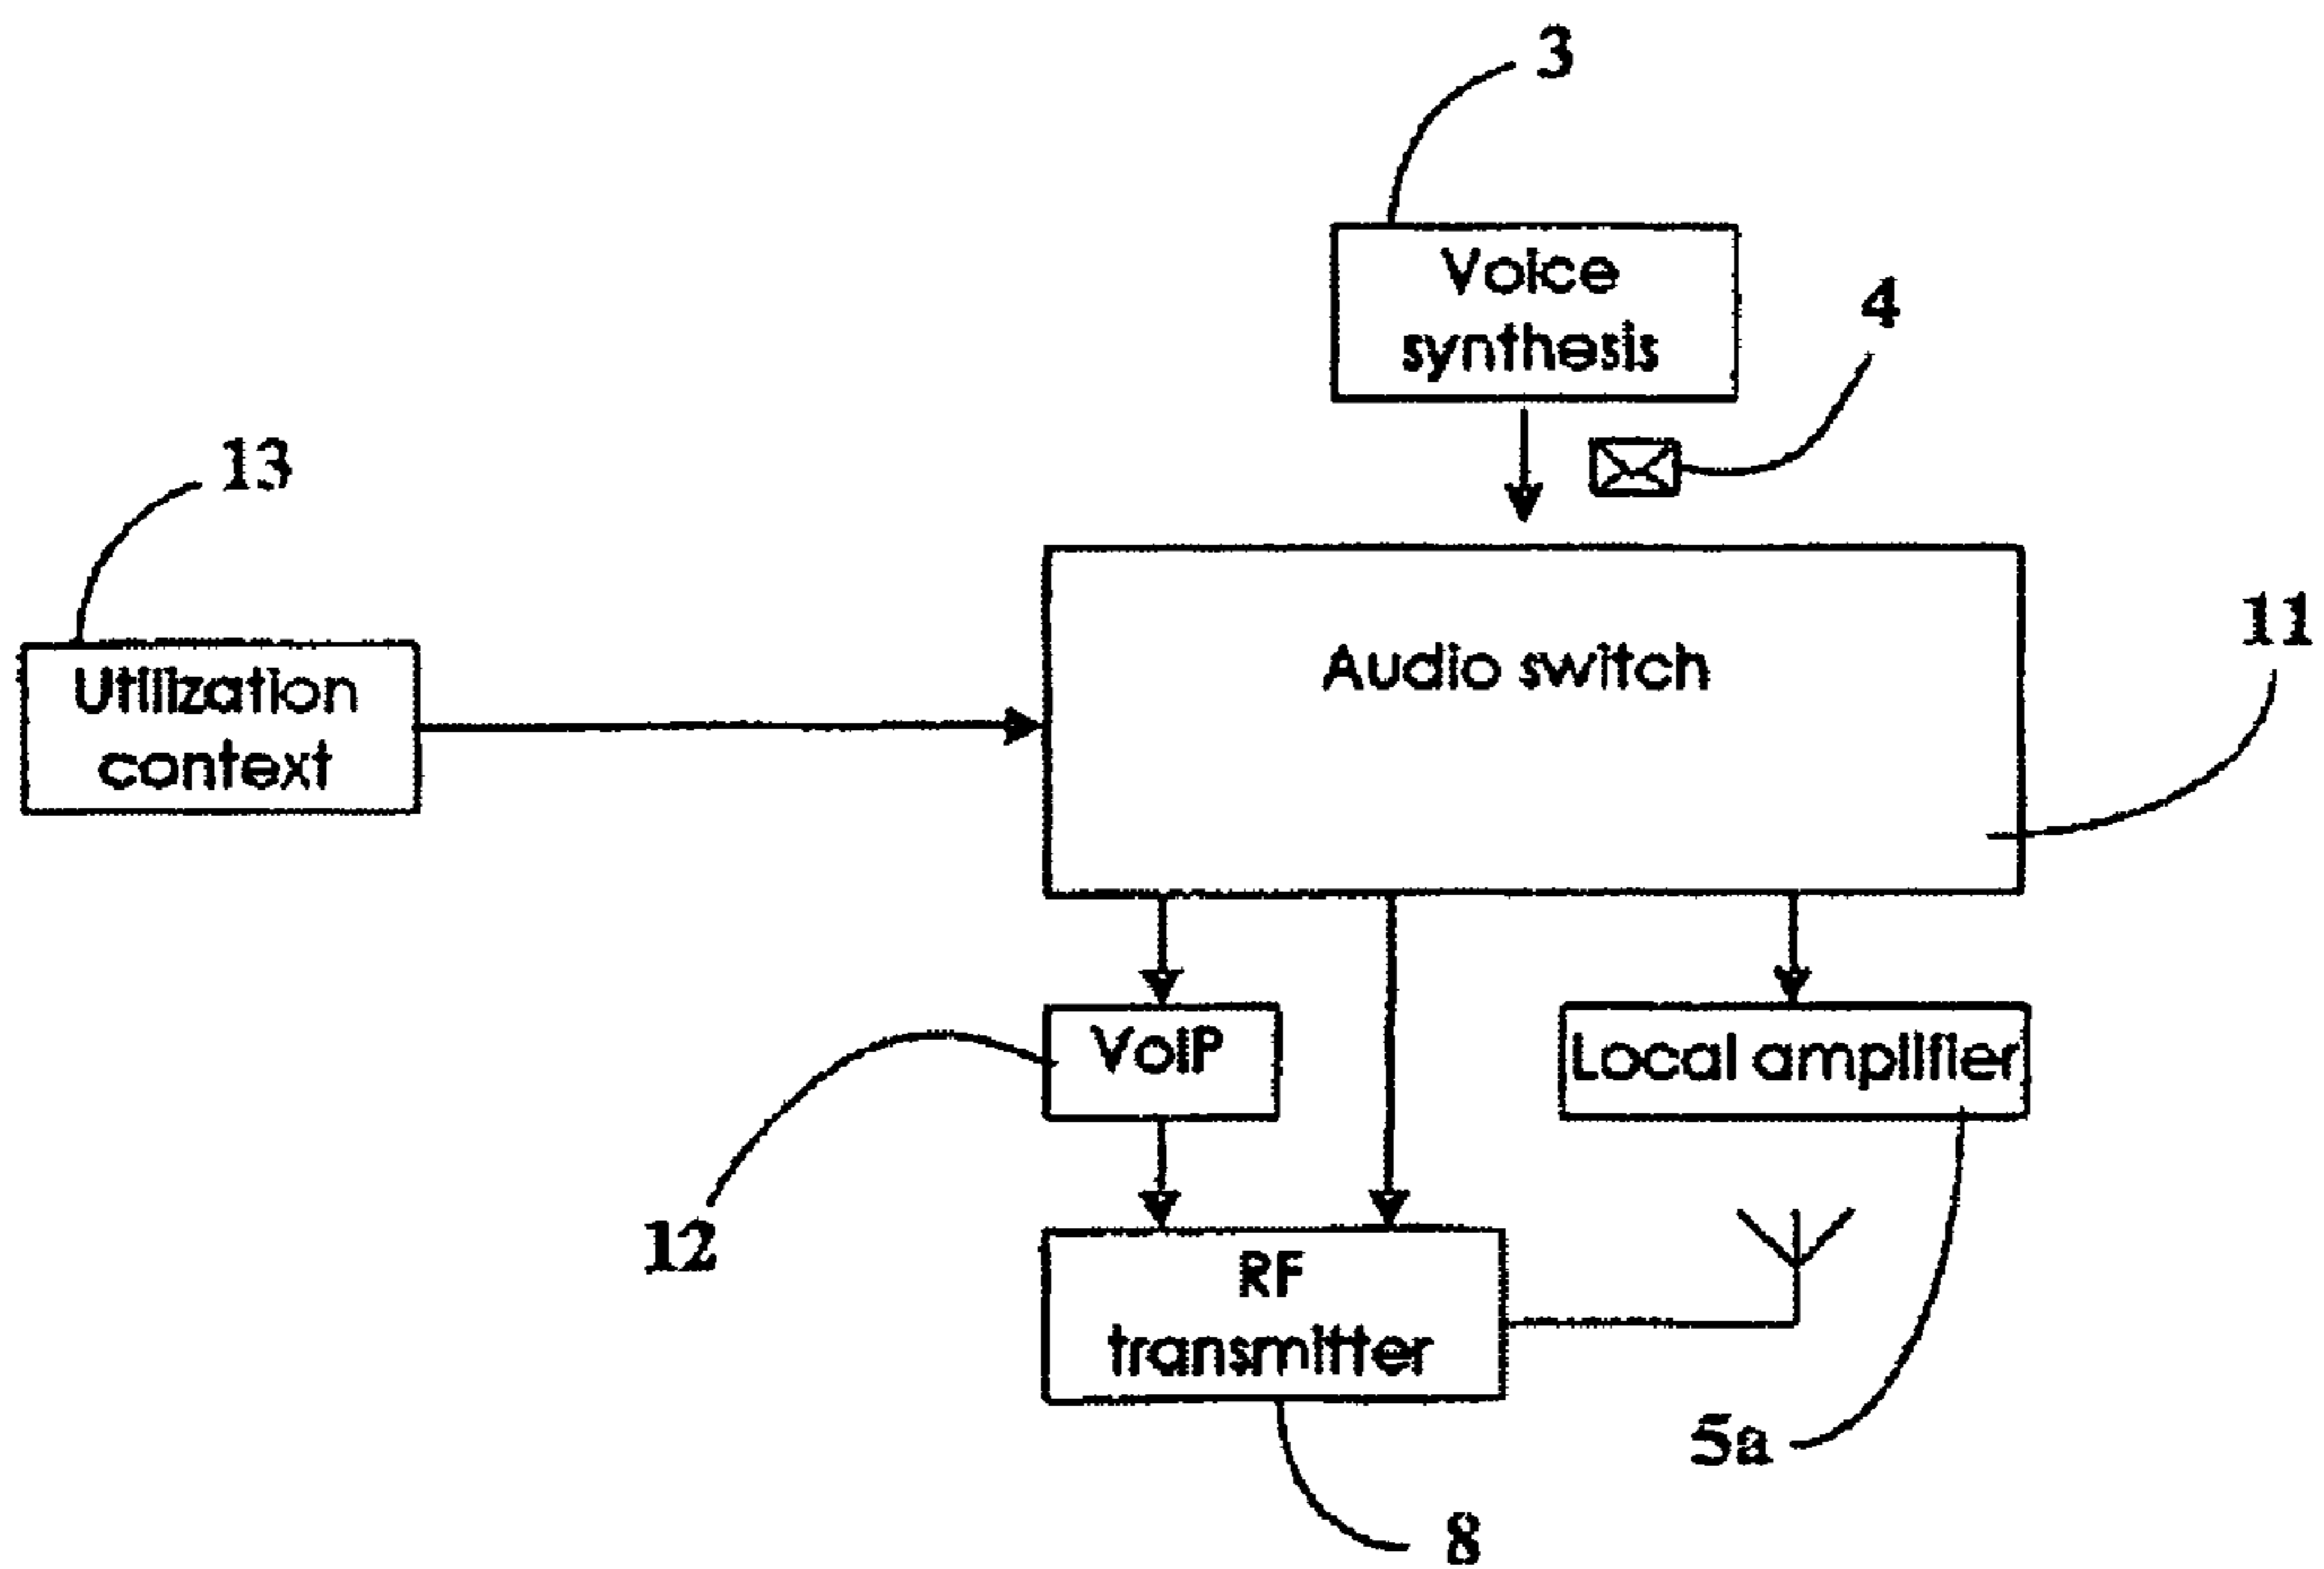 3
Voice
synthesis
4
13
Utilization
context
Audio switch
11
VoIP
Local amplifier
12
RF
transmitter
5a
8